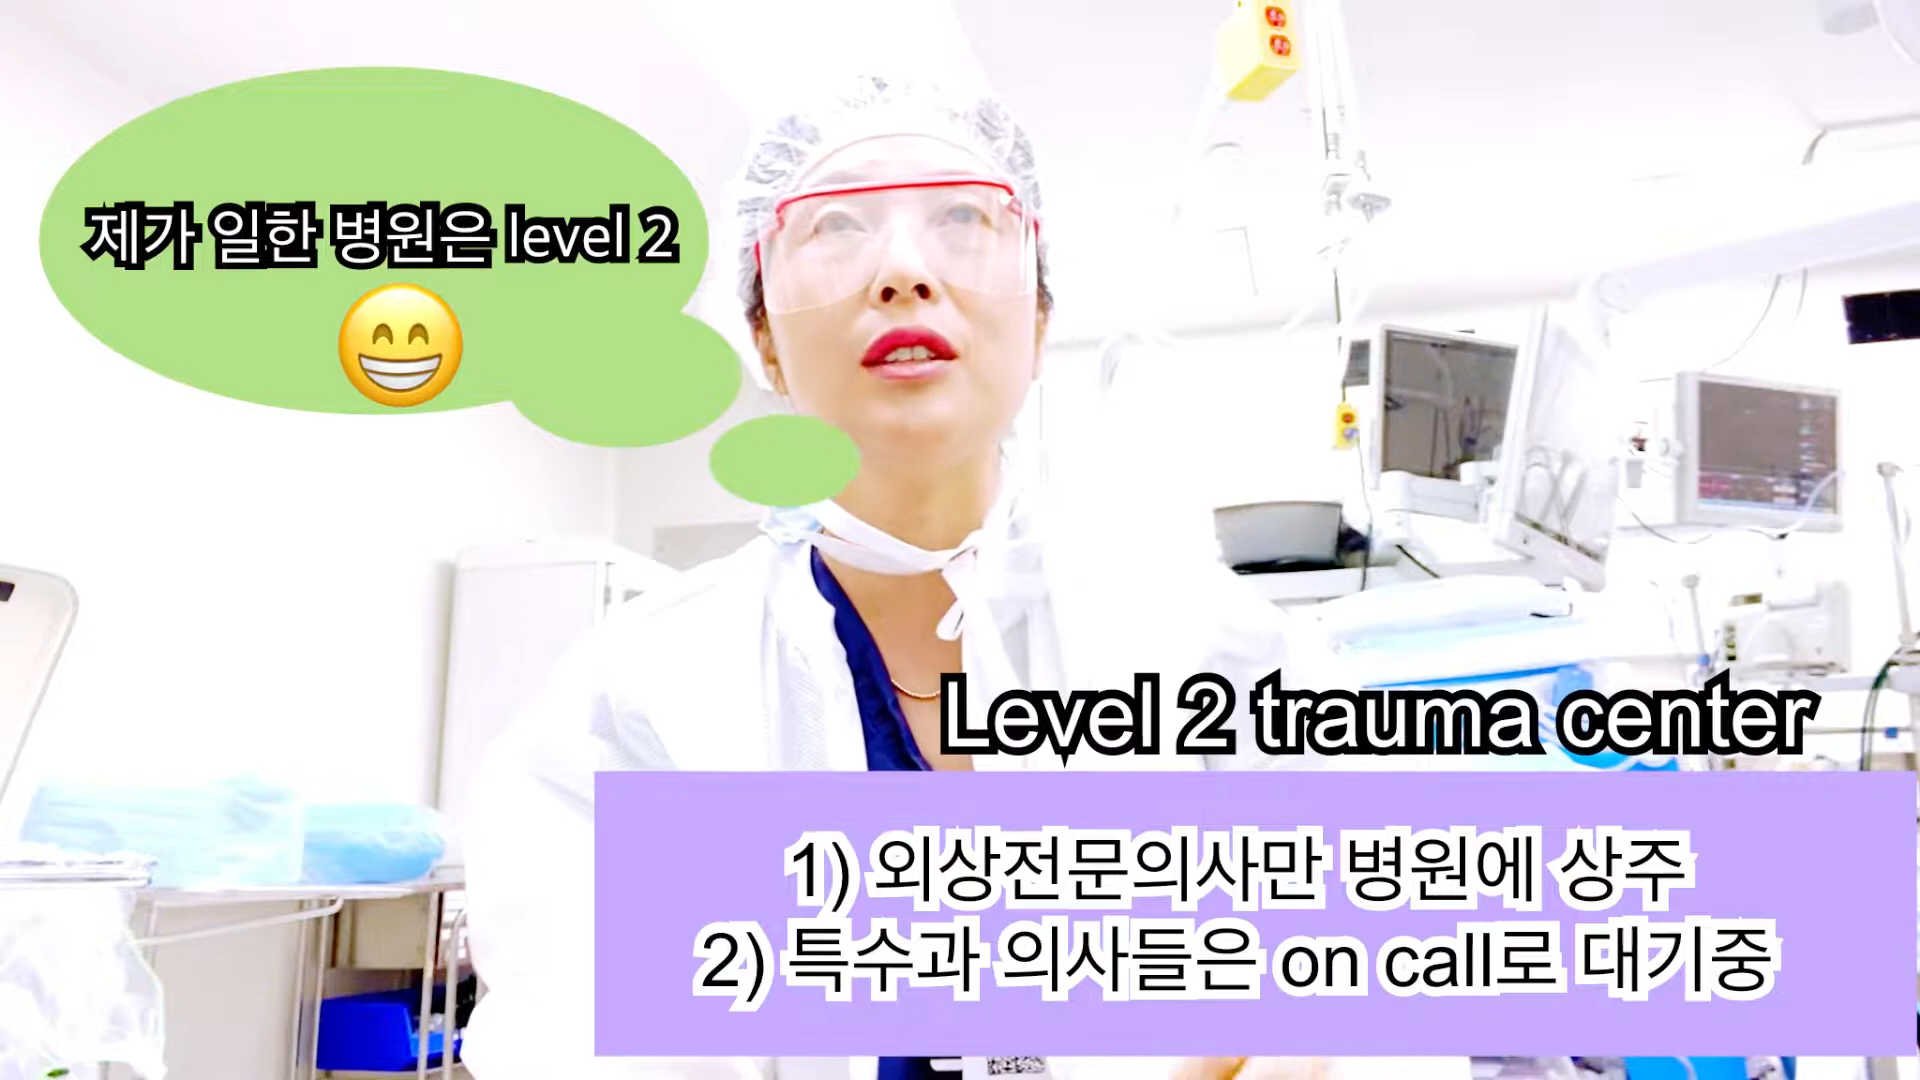 제가 일한 병원은 level 2
Level 2 trauma center
1) 외상전문의사만 병원에 상주
2) 특수과 의사들은 on call로 대기중